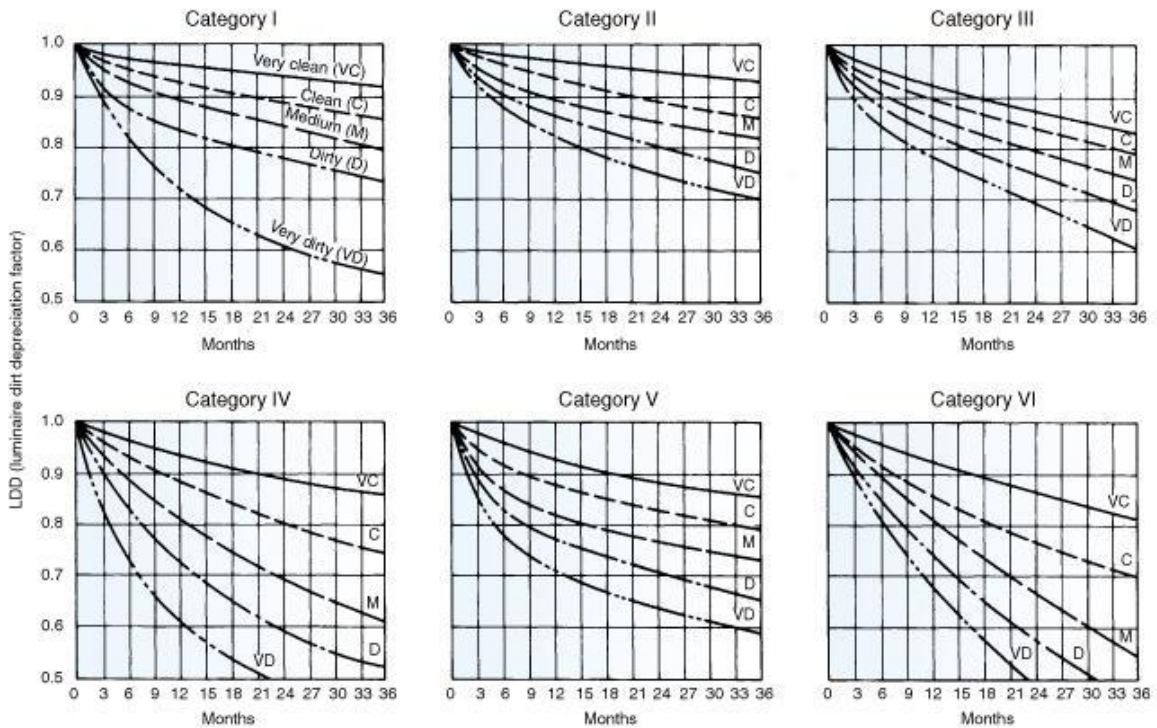 Category I
Category II
Category III
1.0
0.9
0.8
0.7
0.6
0.5
Very clean (VC)
Clean (C)
Medium (M)
Dirty (D)
Very dirty (VD)
VC
C
M
D
VD
VC
C
M
D
VD
0 3 6 9 12 15 18 21 24 27 30 33 36
0 3 6 9 12 15 18 21 24 27 30 33 36
0 3 6 9 12 15 18 21 24 27 30 33 36
Months
Months
Months
LDD (luminaire dirt depreciation factor)
Category IV
Category V
Category VI
1.0
0.9
0.8
0.7
0.6
0.5
VC
C
M
D
VD
VC
C
M
D
VD
VC
C
M
D
VD
0 3 6 9 12 15 18 21 24 27 30 33 36
0 3 6 9 12 15 18 21 24 27 30 33 36
0 3 6 9 12 15 18 21 24 27 30 33 36
Months
Months
Months